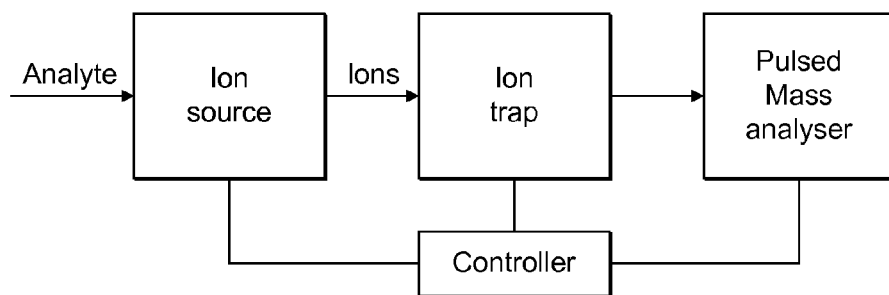 Analyte
Ion
source
Ions
Ion
trap
Pulsed
Mass
analyser
Controller